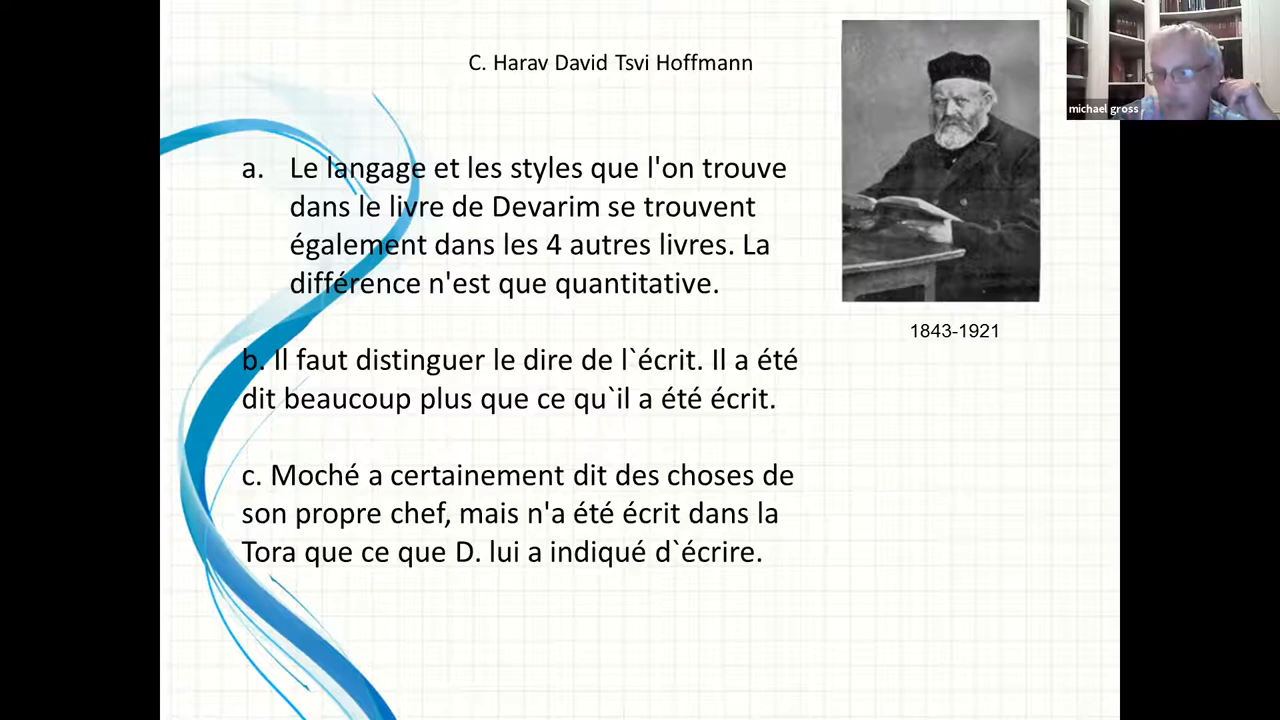 C. Harav David Tsvi Hoffmann
michael gross
a. Le langage et les styles que l'on trouve
dans le livre de Devarim se trouvent
également dans les 4 autres livres. La
différence n'est que quantitative.
1843-1921
b. Il faut distinguer le dire de l`écrit. Il a été
dit beaucoup plus que ce qu`il a été écrit.
c. Moché a certainement dit des choses de
son propre chef, mais n'a été écrit dans la
Tora que ce que D. lui a indiqué d`écrire.